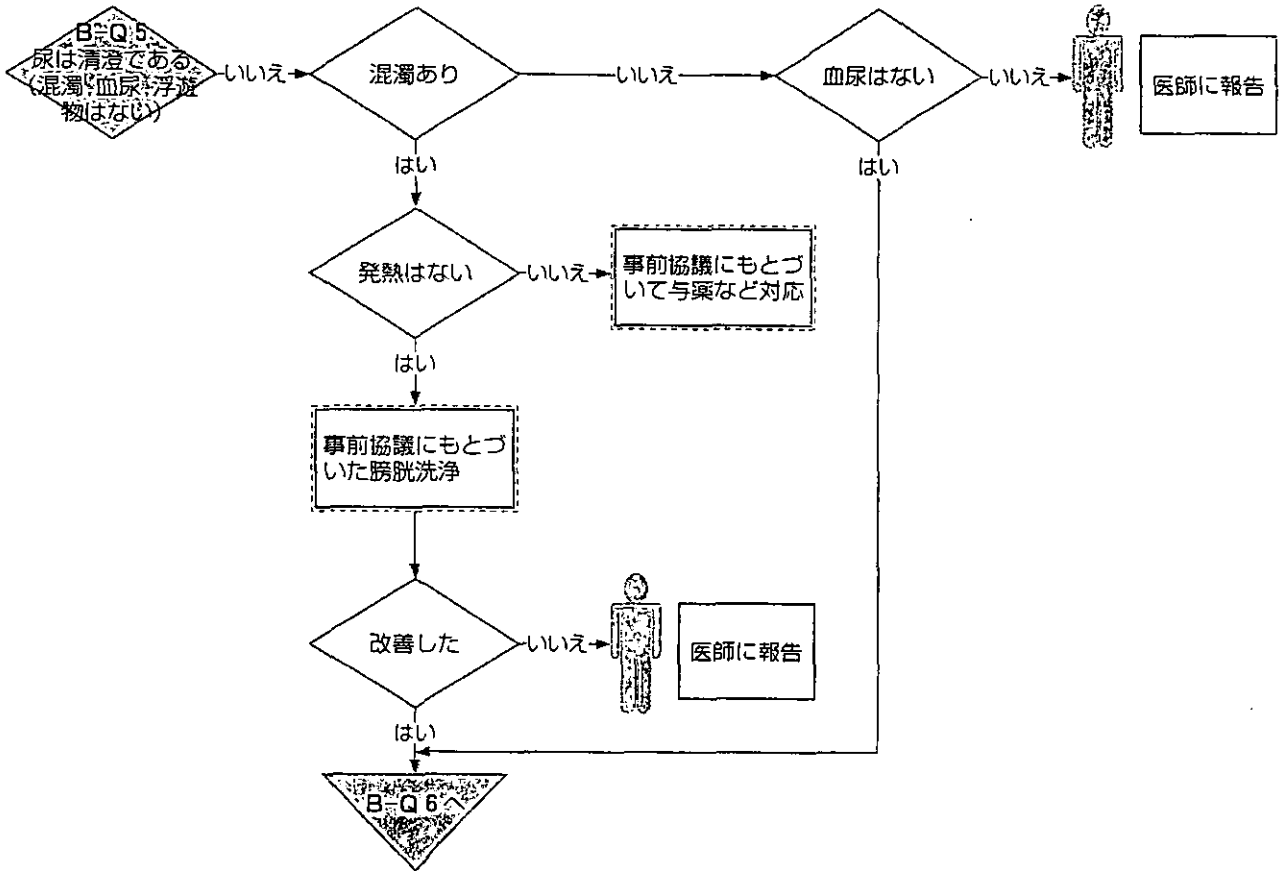 B-Q5
尿は清澄である
(混濁・血尿・浮遊
物はない)
いいえ
混濁あり
いいえ
血尿はない
いいえ
医師に報告
はい
はい
発熱はない
いいえ
事前協議にもとづ
いて与薬など対応
はい
事前協議にもとづ
いた膀胱洗浄
改善した
いいえ
医師に報告
はい
B-Q6へ